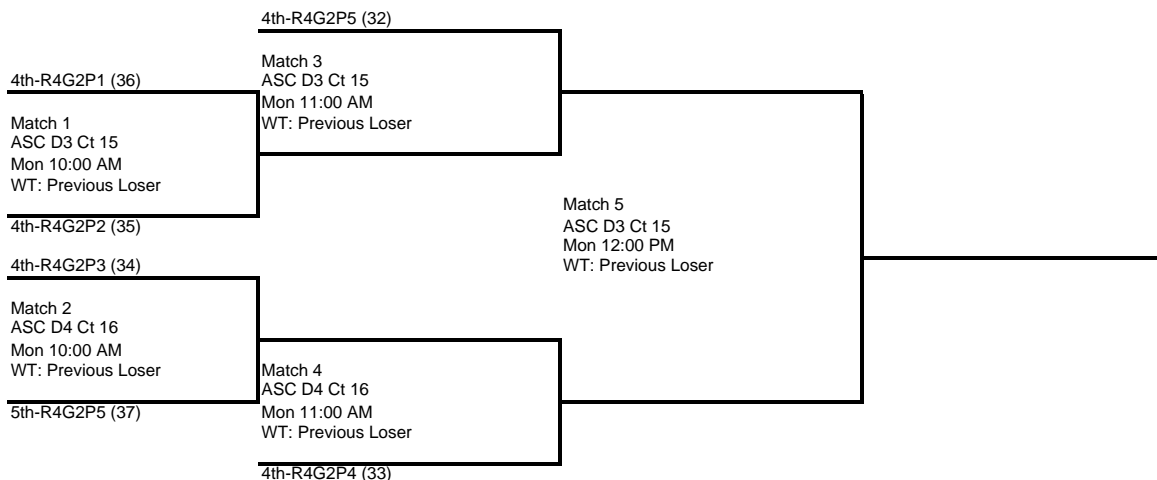 4th-R4G2P5 (32)
Match 3
ASC D3 Ct 15
Mon 11:00 AM
WT: Previous Loser
4th-R4G2P1 (36)
Match 1
ASC D3 Ct 15
Mon 10:00 AM
WT: Previous Loser
4th-R4G2P2 (35)
Match 5
ASC D3 Ct 15
Mon 12:00 PM
WT: Previous Loser
4th-R4G2P3 (34)
Match 2
ASC D4 Ct 16
Mon 10:00 AM
WT: Previous Loser
5th-R4G2P5 (37)
Match 4
ASC D4 Ct 16
Mon 11:00 AM
WT: Previous Loser
4th-R4G2P4 (33)